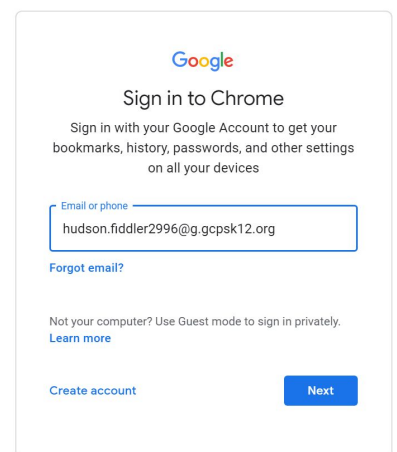 Google
Sign in to Chrome
Sign in with your Google Account to get your
bookmarks, history, passwords, and other settings
on all your devices
Email or phone
hudson.fiddler2996@g.gcpsk12.org
Forgot email?
Not your computer? Use Guest mode to sign in privately.
Learn more
Create account
Next